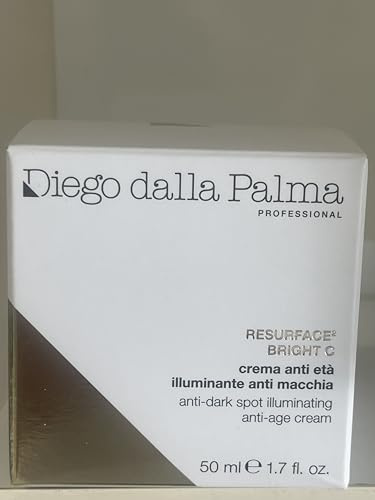 Diego dalla Palma
PROFESSIONAL
RESURFACE²
BRIGHT C
crema anti età
illuminante anti macchia
anti-dark spot illuminating
anti-age cream
50 ml ℮ 1.7 fl. oz.